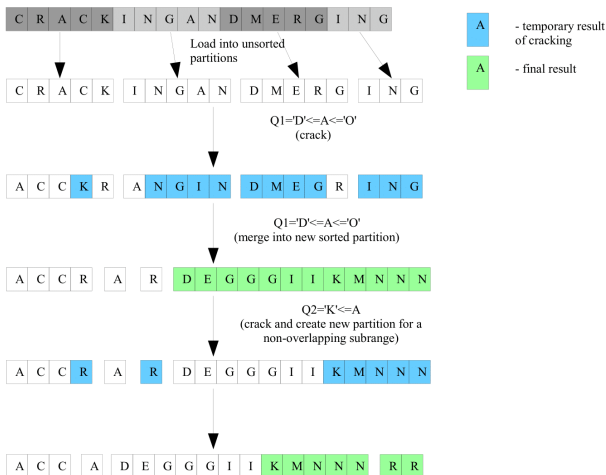 C R A C K I N G A N D M E R G I N G
A - temporary result
of cracking
Load into unsorted
partitions
A - final result
C R A C K I N G A N D M E R G I N G
Q1='D'<=A<='O'
(crack)
A C C K R A N G I N D M E G R I N G
Q1='D'<=A<='O'
(merge into new sorted partition)
A C C R A R D E G G G I I K M N N N
Q2='K'<=A
(crack and create new partition for a
non-overlapping subrange)
A C C R A R D E G G G I I K M N N N
A C C A D E G G G I I K M N N N R R